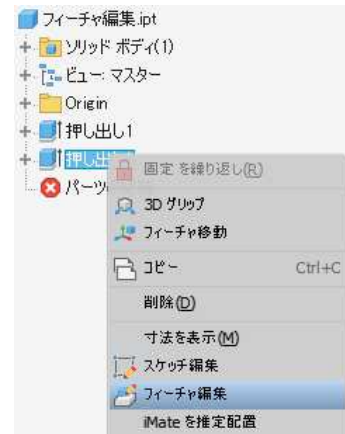 フィーチャ編集.ipt
ソリッド ボディ(1)
ビュー: マスター
Origin
押し出し1
押し出
パーツ
固定 を繰り返し(R)
3D グリップ
フィーチャ移動
コピー Ctrl+C
削除(D)
寸法を表示(M)
スケッチ編集
フィーチャ編集
iMate を推定配置